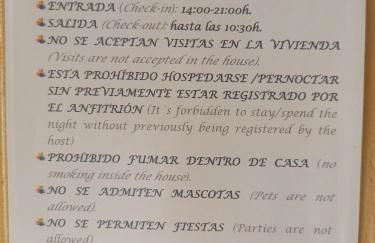 ENTRADA (Check-in): 14:00-21:00h.
SALIDA (Check-out): hasta las 10:30h.
NO SE ACEPTAN VISITAS EN LA VIVIENDA
(Visits are not accepted in the house).
ESTA PROHÍBIDO HOSPEDARSE /PERNOCTAR
SIN PREVIAMENTE ESTAR REGISTRADO POR
EL ANFITRIÓN (It´s forbidden to stay/spend the
night without previously being registered by the
host)
PROHIBIDO FUMAR DENTRO DE CASA (no
smoking inside the house).
NO SE ADMITEN MASCOTAS (Pets are not
allowed).
NO SE PERMITEN FIESTAS (Parties are not
allowed)